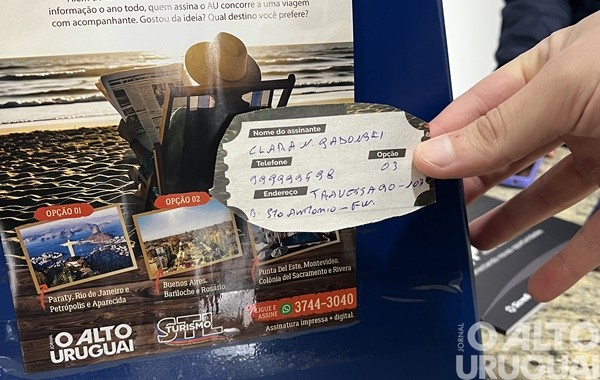 informação o ano todo, quem assina o AU concorre a uma viagem
com acompanhante. Gostou da ideia? Qual destino você prefere?
Nome do assinante
CLARA N. GADONSEI
Telefone
Opção
999999598
03
Endereço TRAVESSA 90-107
B. Sto Antonio - FW.
OPÇÃO 01
Paraty, Rio de Janeiro e
Petrópolis e Aparecida
OPÇÃO 02
Buenos Aires,
Bariloche e Rosário
Punta Del Este, Montevideo,
Colônia del Sacramento e Rivera
LIGUE E
ASSINE
3744-3040
Assinatura impressa + digital.
JORNAL
O ALTO
URUGUAI
STL
TURISMO
JORNAL
O ALTO
URUGUAI